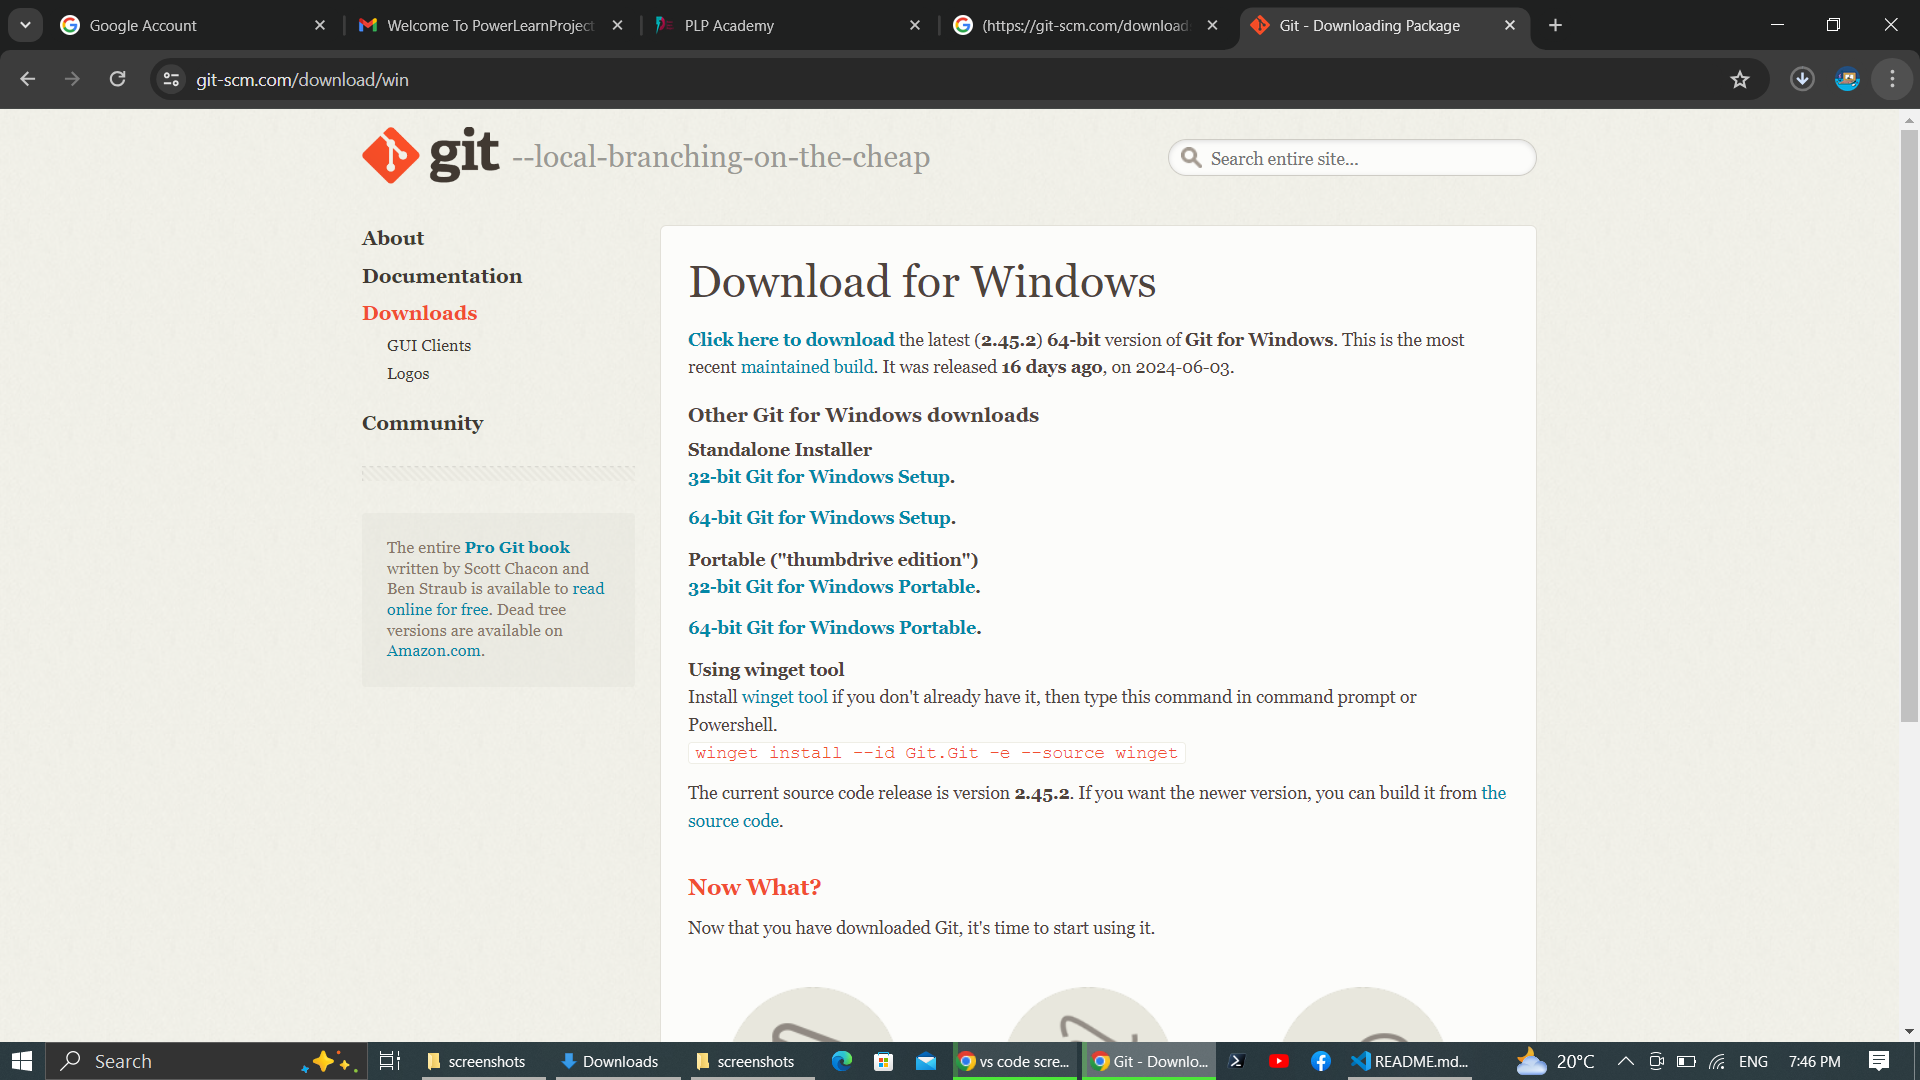 Google Account
Welcome To PowerLearnProject
PLP Academy
(https://git-scm.com/download
Git - Downloading Package
git-scm.com/download/win
git --local-branching-on-the-cheap
Search entire site...
About
Documentation
Downloads
GUI Clients
Logos
Community
The entire Pro Git book
written by Scott Chacon and
Ben Straub is available to read
online for free. Dead tree
versions are available on
Amazon.com.
Download for Windows
Click here to download the latest (2.45.2) 64-bit version of Git for Windows. This is the most
recent maintained build. It was released 16 days ago, on 2024-06-03.
Other Git for Windows downloads
Standalone Installer
32-bit Git for Windows Setup.
64-bit Git for Windows Setup.
Portable ("thumbdrive edition")
32-bit Git for Windows Portable.
64-bit Git for Windows Portable.
Using winget tool
Install winget tool if you don't already have it, then type this command in command prompt or
Powershell.
winget install --id Git.Git -e --source winget
The current source code release is version 2.45.2. If you want the newer version, you can build it from the
source code.
Now What?
Now that you have downloaded Git, it's time to start using it.
Search
screenshots
Downloads
screenshots
vs code scre...
Git - Downlo...
README.md...
20°C
ENG
7:46 PM